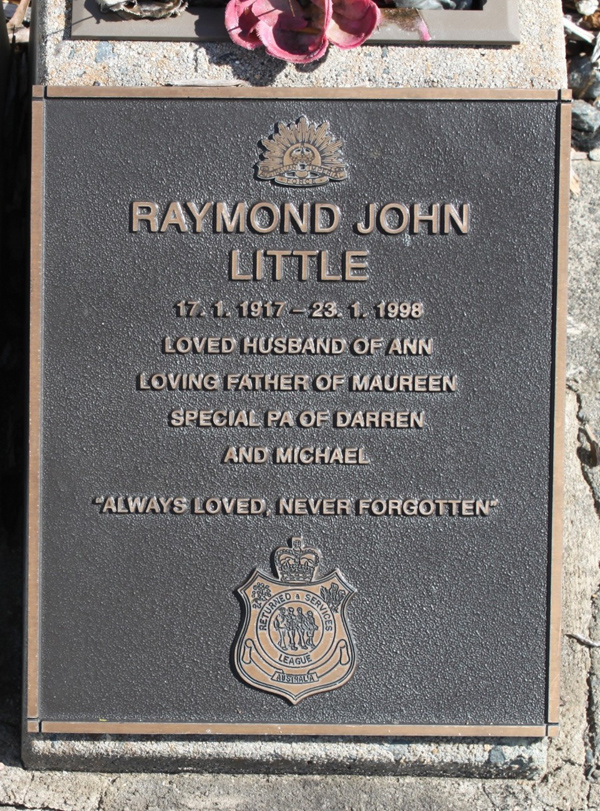 FORCE
RAYMOND JOHN
LITTLE
17. 1. 1917 – 23. 1. 1998
LOVED HUSBAND OF ANN
LOVING FATHER OF MAUREEN
SPECIAL PA OF DARREN
AND MICHAEL
"ALWAYS LOVED, NEVER FORGOTTEN"
RETURNED & SERVICES
LEAGUE
AUSTRALIA